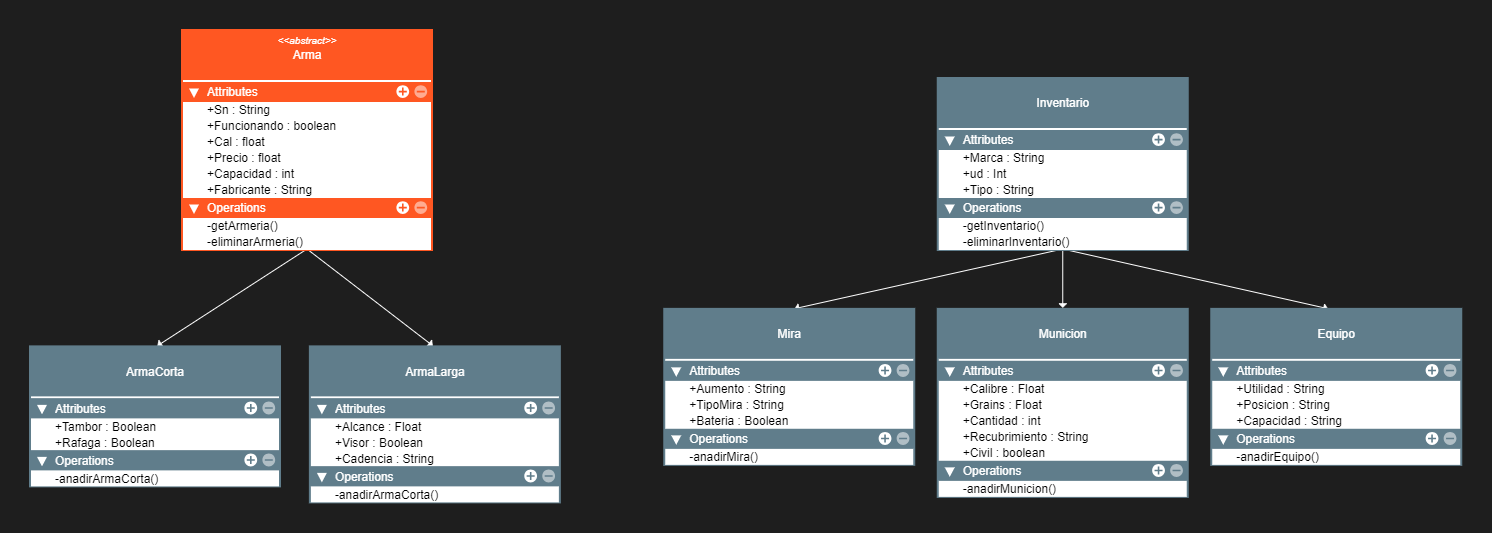 <<abstract>>
Arma
Attributes
+Sn : String
+Funcionando : boolean
+Cal : float
+Precio : float
+Capacidad : int
+Fabricante : String
Operations
-getArmeria()
-eliminarArmeria()
ArmaCorta
Attributes
+Tambor : Boolean
+Rafaga : Boolean
Operations
-anadirArmaCorta()
ArmaLarga
Attributes
+Alcance : Float
+Visor : Boolean
+Cadencia : String
Operations
-anadirArmaCorta()
Inventario
Attributes
+Marca : String
+ud : Int
+Tipo : String
Operations
-getInventario()
-eliminarInventario()
Mira
Attributes
+Aumento : String
+TipoMira : String
+Bateria : Boolean
Operations
-anadirMira()
Municion
Attributes
+Calibre : Float
+Grains : Float
+Cantidad : int
+Recubrimiento : String
+Civil : boolean
Operations
-anadirMunicion()
Equipo
Attributes
+Utilidad : String
+Posicion : String
+Capacidad : String
Operations
-anadirEquipo()